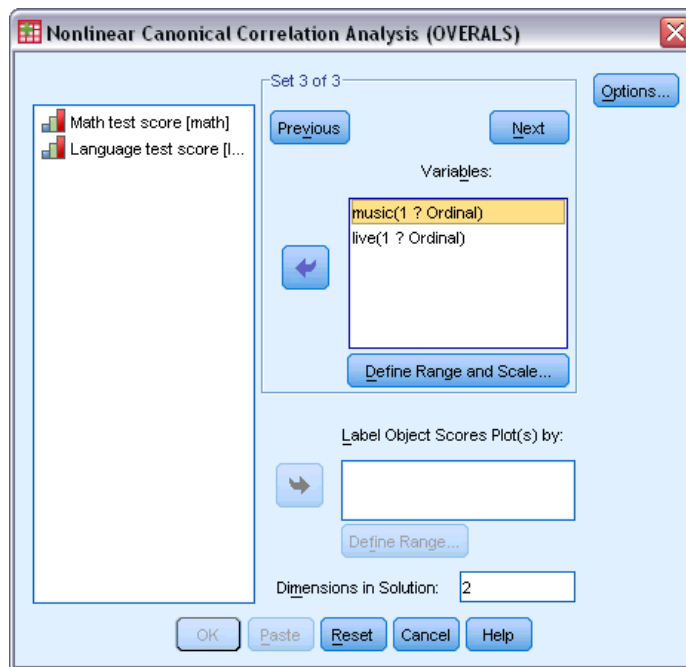 Nonlinear Canonical Correlation Analysis (OVERALS)
Set 3 of 3
Options...
Math test score [math]
Language test score [l...
Previous
Next
Variables:
music(1 ? Ordinal)
live(1 ? Ordinal)
Define Range and Scale...
Label Object Scores Plot(s) by:
Define Range...
Dimensions in Solution:
2
OK
Paste
Reset
Cancel
Help